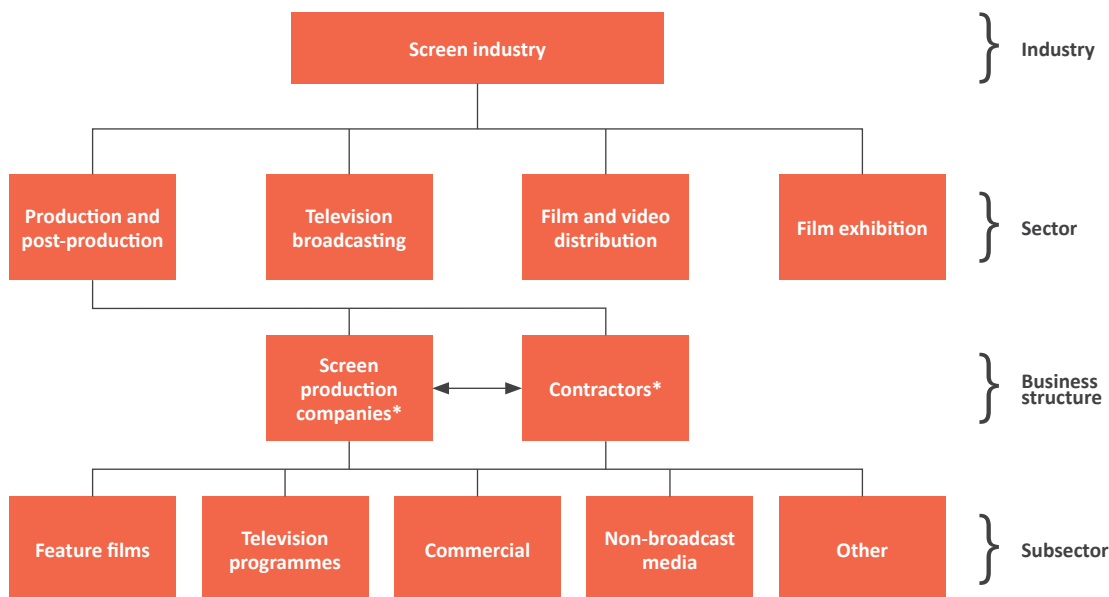 Screen industry
Industry
Production and
post-production
Television
broadcasting
Film and video
distribution
Film exhibition
Sector
Screen
production
companies*
Contractors*
Business
structure
Feature films
Television
programmes
Commercial
Non-broadcast
media
Other
Subsector